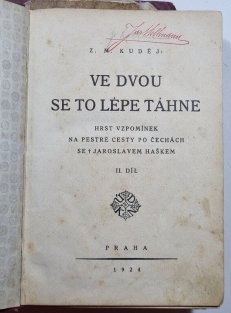 Z. M. KUDĚJ:
VE DVOU
SE TO LÉPE TÁHNE
HRST VZPOMÍNEK
NA PESTRÉ CESTY PO ČECHÁCH
SE † JAROSLAVEM HAŠKEM
II. DÍL
PRAHA
1924